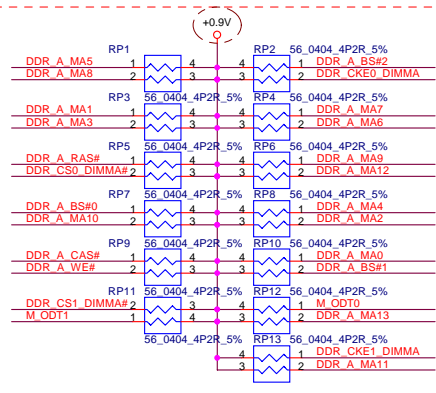 +0.9V
RP1 RP2 56_0404_4P2R_5%
DDR_A_MA5 1 4 4 1 DDR_A_BS#2
DDR_A_MA8 2 3 3 2 DDR_CKE0_DIMMA
RP3 56_0404_4P2R_5% RP4 56_0404_4P2R_5%
DDR_A_MA1 1 4 4 1 DDR_A_MA7
DDR_A_MA3 2 3 3 2 DDR_A_MA6
RP5 56_0404_4P2R_5% RP6 56_0404_4P2R_5%
DDR_A_RAS# 1 4 4 1 DDR_A_MA9
DDR_CS0_DIMMA# 2 3 3 2 DDR_A_MA12
RP7 56_0404_4P2R_5% RP8 56_0404_4P2R_5%
DDR_A_BS#0 1 4 4 1 DDR_A_MA4
DDR_A_MA10 2 3 3 2 DDR_A_MA2
RP9 56_0404_4P2R_5% RP10 56_0404_4P2R_5%
DDR_A_CAS# 1 4 4 1 DDR_A_MA0
DDR_A_WE# 2 3 3 2 DDR_A_BS#1
RP11 56_0404_4P2R_5% RP12 56_0404_4P2R_5%
DDR_CS1_DIMMA# 2 3 4 1 M_ODT0
M_ODT1 1 4 3 2 DDR_A_MA13
56_0404_4P2R_5% RP13 56_0404_4P2R_5%
4 1 DDR_CKE1_DIMMA
3 2 DDR_A_MA11